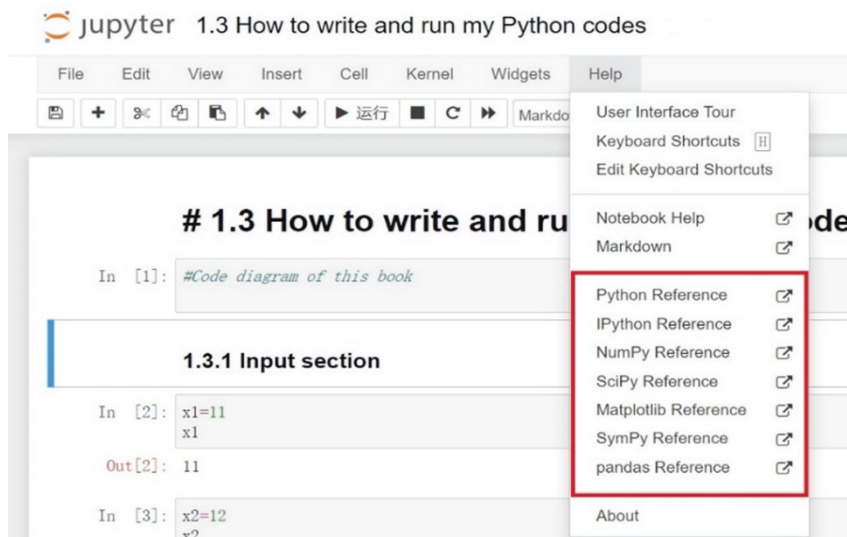 jupyter 1.3 How to write and run my Python codes
File Edit View Insert Cell Kernel Widgets Help
运行 Markdo
User Interface Tour
Keyboard Shortcuts H
Edit Keyboard Shortcuts
Notebook Help
Markdown
Python Reference
IPython Reference
NumPy Reference
SciPy Reference
Matplotlib Reference
SymPy Reference
pandas Reference
About
# 1.3 How to write and ru de
In [1]: #Code diagram of this book
1.3.1 Input section
In [2]: x1=11
x1
Out[2]: 11
In [3]: x2=12
x2